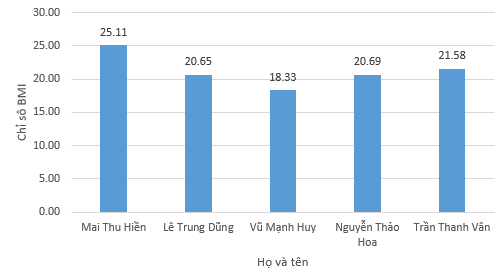 30.00
25.00
20.00
15.00
10.00
5.00
0.00
Chỉ số BMI
25.11
20.65
18.33
20.69
21.58
Mai Thu Hiền
Lê Trung Dũng
Vũ Mạnh Huy
Nguyễn Thảo
Hoa
Trần Thanh Vân
Họ và tên